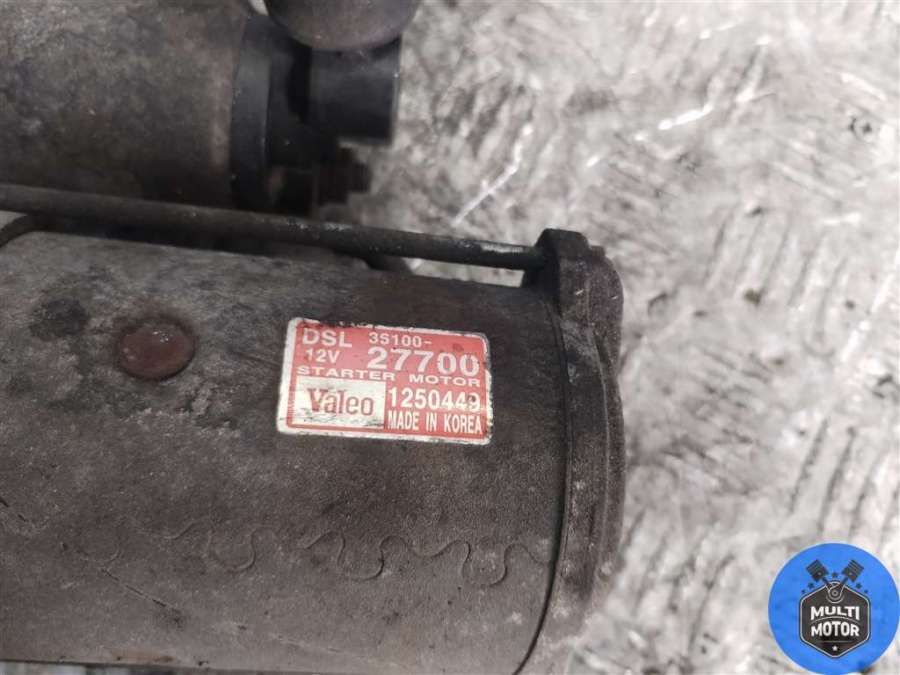 DSL 3S100-
12V 27700
STARTER MOTOR
Valeo 1250449
MADE IN KOREA
MULTI
MOTOR